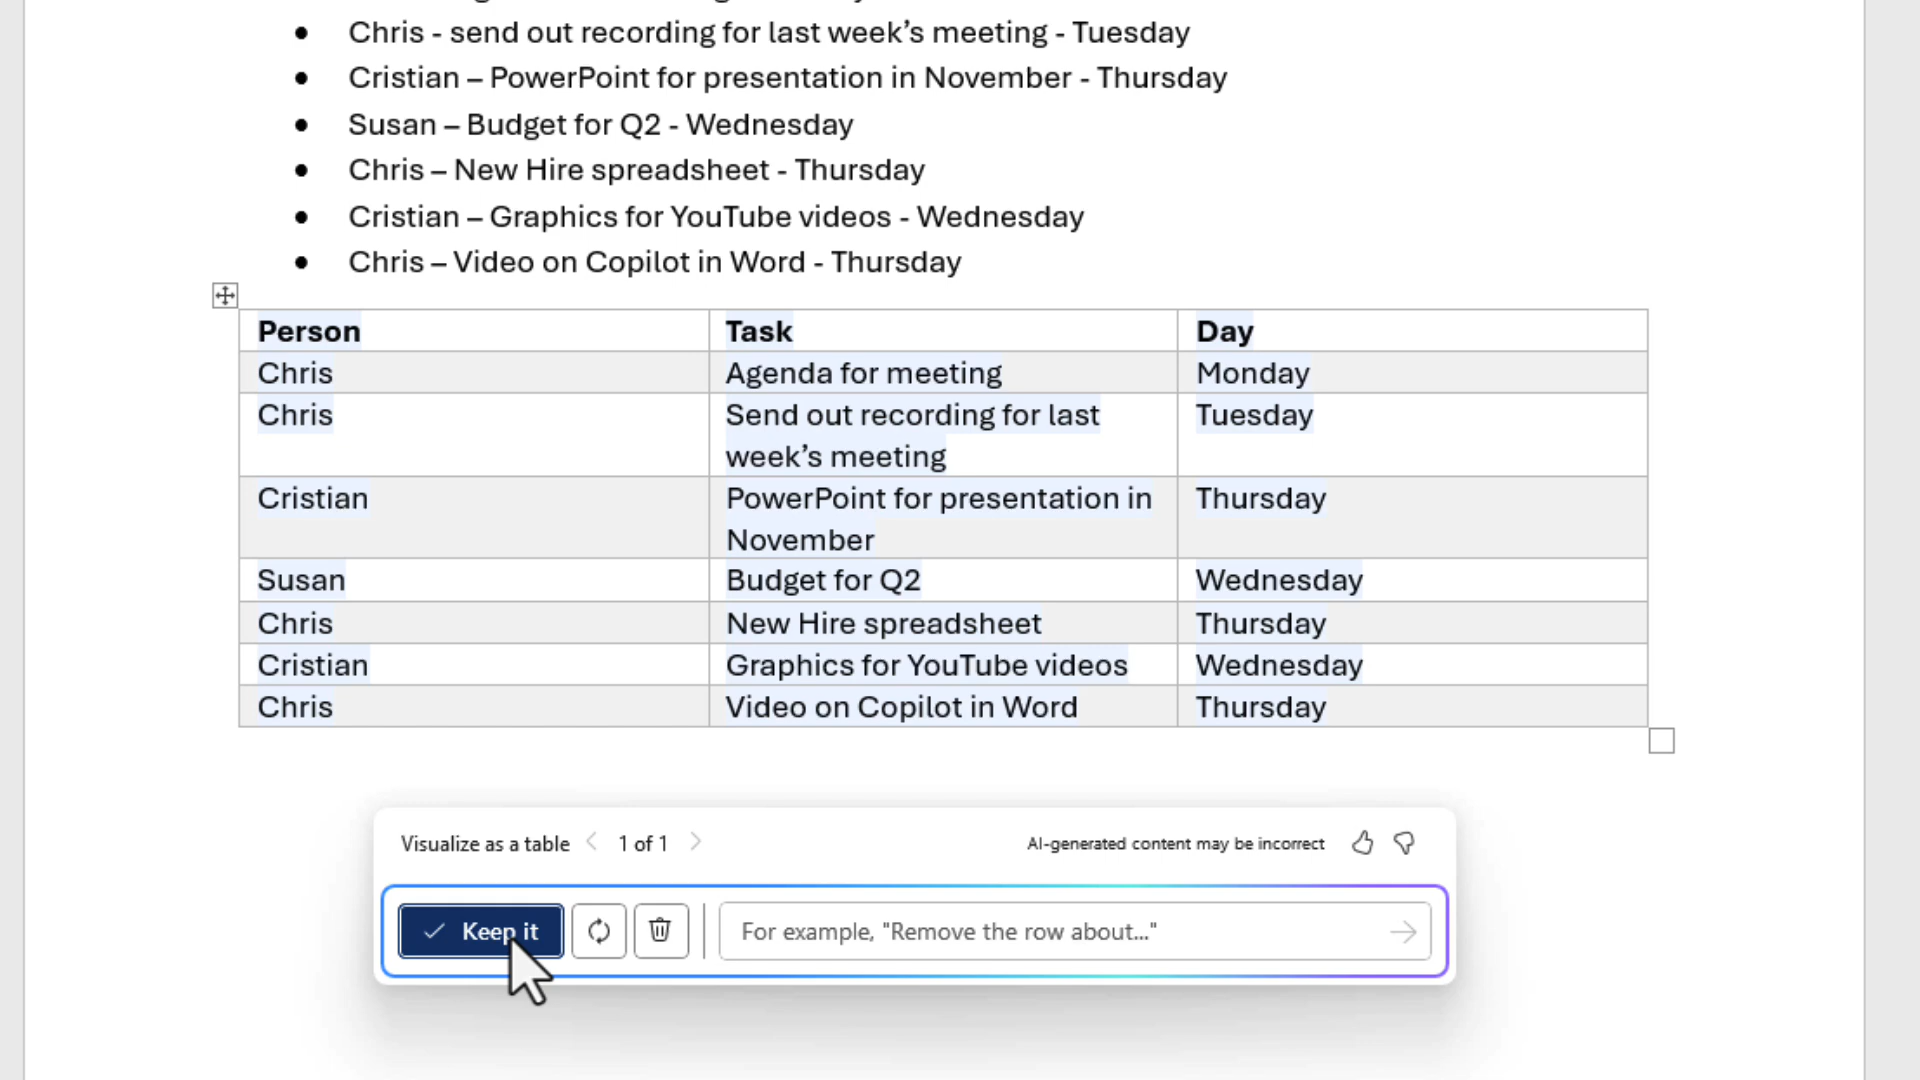 Chris - send out recording for last week’s meeting - Tuesday
Cristian – PowerPoint for presentation in November - Thursday
Susan – Budget for Q2 - Wednesday
Chris – New Hire spreadsheet - Thursday
Cristian – Graphics for YouTube videos - Wednesday
Chris – Video on Copilot in Word - Thursday
Person Task Day
Chris Agenda for meeting Monday
Chris Send out recording for last Tuesday
week’s meeting
Cristian PowerPoint for presentation in Thursday
November
Susan Budget for Q2 Wednesday
Chris New Hire spreadsheet Thursday
Cristian Graphics for YouTube videos Wednesday
Chris Video on Copilot in Word Thursday
Visualize as a table 1 of 1 AI-generated content may be incorrect
Keep it For example, "Remove the row about..."